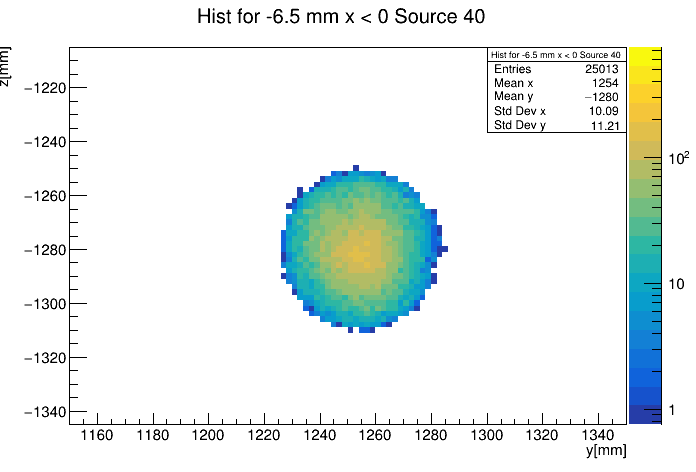 Hist for -6.5 mm x < 0 Source 40
z[mm]
Hist for -6.5 mm x < 0 Source 40
Entries 25013
Mean x 1254
Mean y −1280
Std Dev x 10.09
Std Dev y 11.21
−1220
−1240
−1260
−1280
−1300
−1320
−1340
10²
10
1
1160 1180 1200 1220 1240 1260 1280 1300 1320 1340
y[mm]